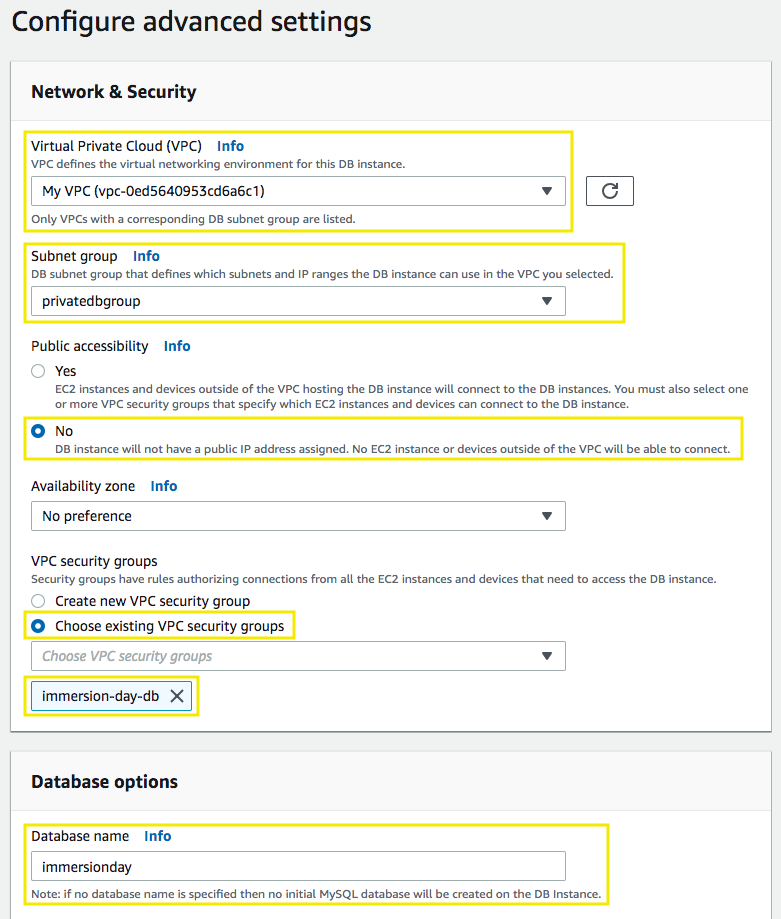 Configure advanced settings
Network & Security
Virtual Private Cloud (VPC) Info
VPC defines the virtual networking environment for this DB instance.
My VPC (vpc-0ed5640953cd6a6c1)
Only VPCs with a corresponding DB subnet group are listed.
Subnet group Info
DB subnet group that defines which subnets and IP ranges the DB instance can use in the VPC you selected.
privatedbgroup
Public accessibility Info
Yes
EC2 instances and devices outside of the VPC hosting the DB instance will connect to the DB instances. You must also select one
or more VPC security groups that specify which EC2 instances and devices can connect to the DB instance.
No
DB instance will not have a public IP address assigned. No EC2 instance or devices outside of the VPC will be able to connect.
Availability zone Info
No preference
VPC security groups
Security groups have rules authorizing connections from all the EC2 instances and devices that need to access the DB instance.
Create new VPC security group
Choose existing VPC security groups
Choose VPC security groups
immersion-day-db
Database options
Database name Info
immersionday
Note: if no database name is specified then no initial MySQL database will be created on the DB Instance.